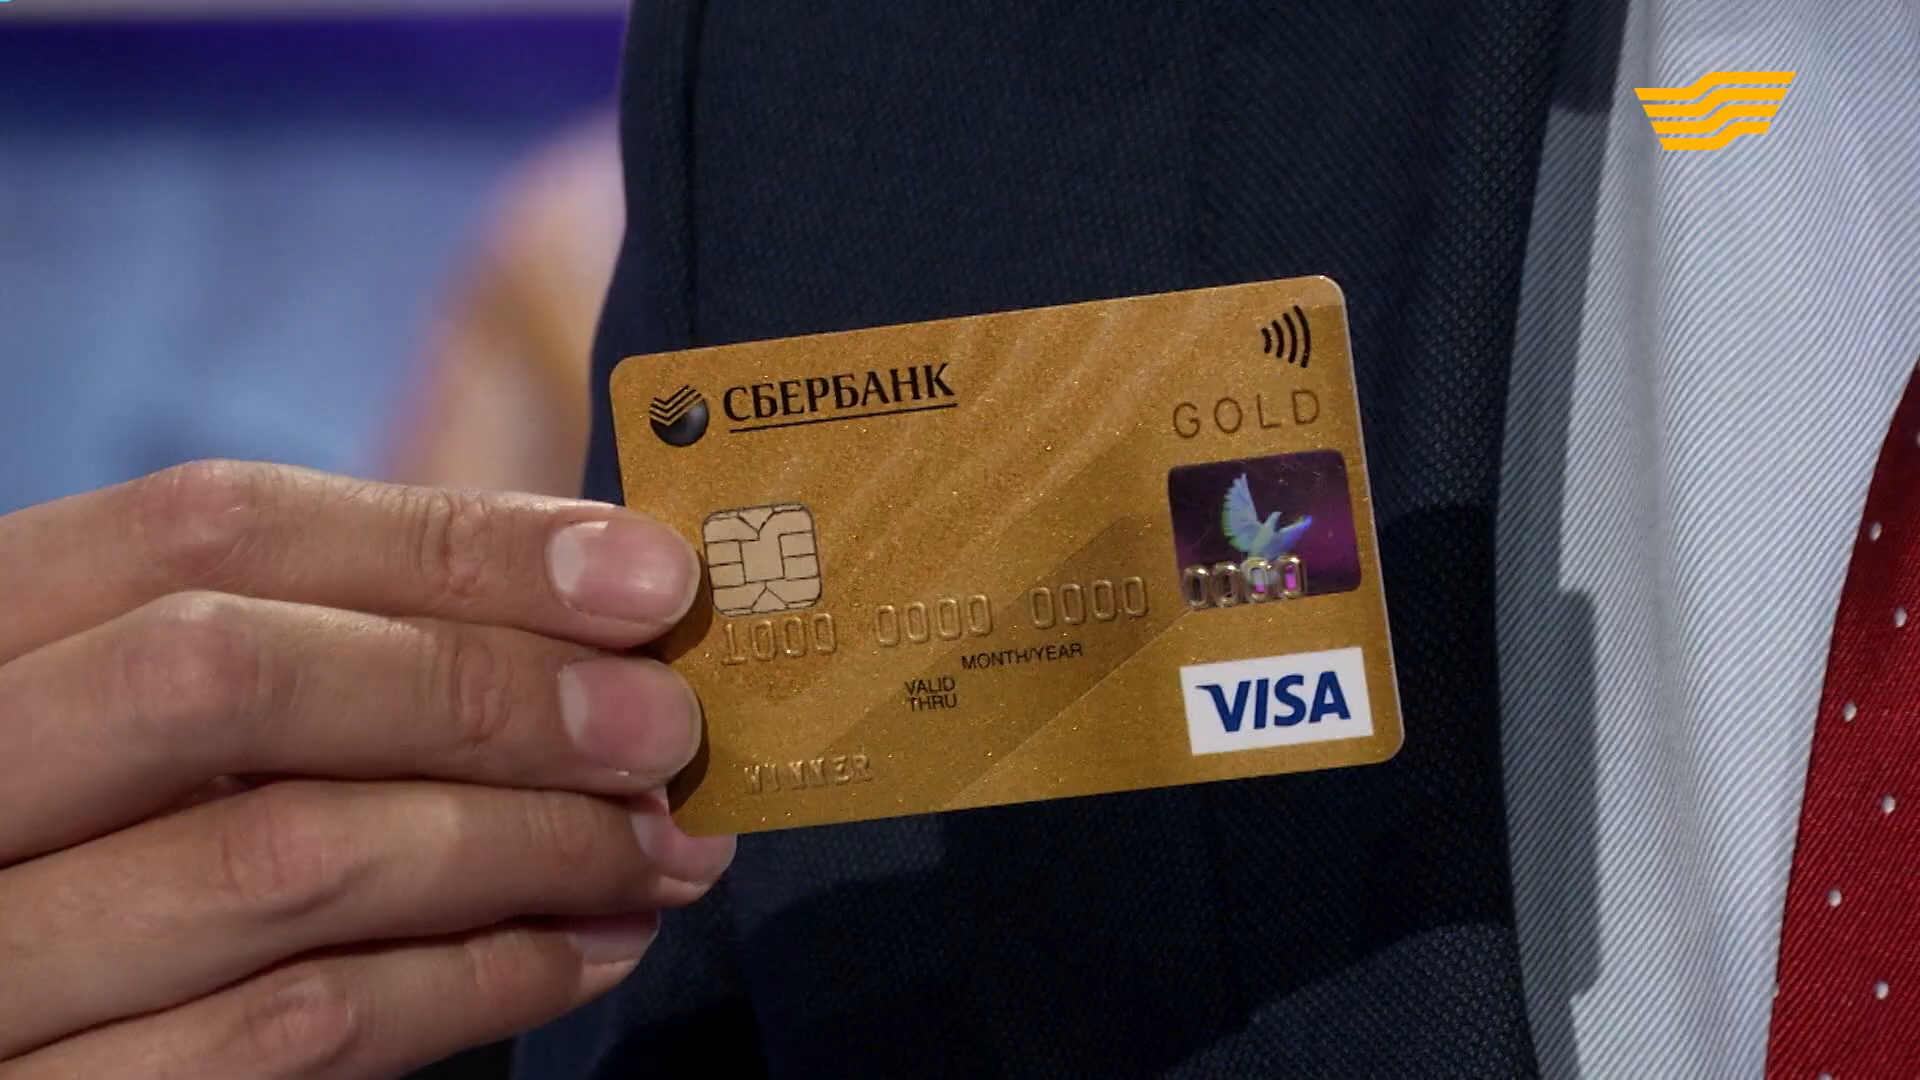 СБЕРБАНК
GOLD
1000 0000 0000 0000
MONTH/YEAR
VALID
THRU
WINNER
VISA